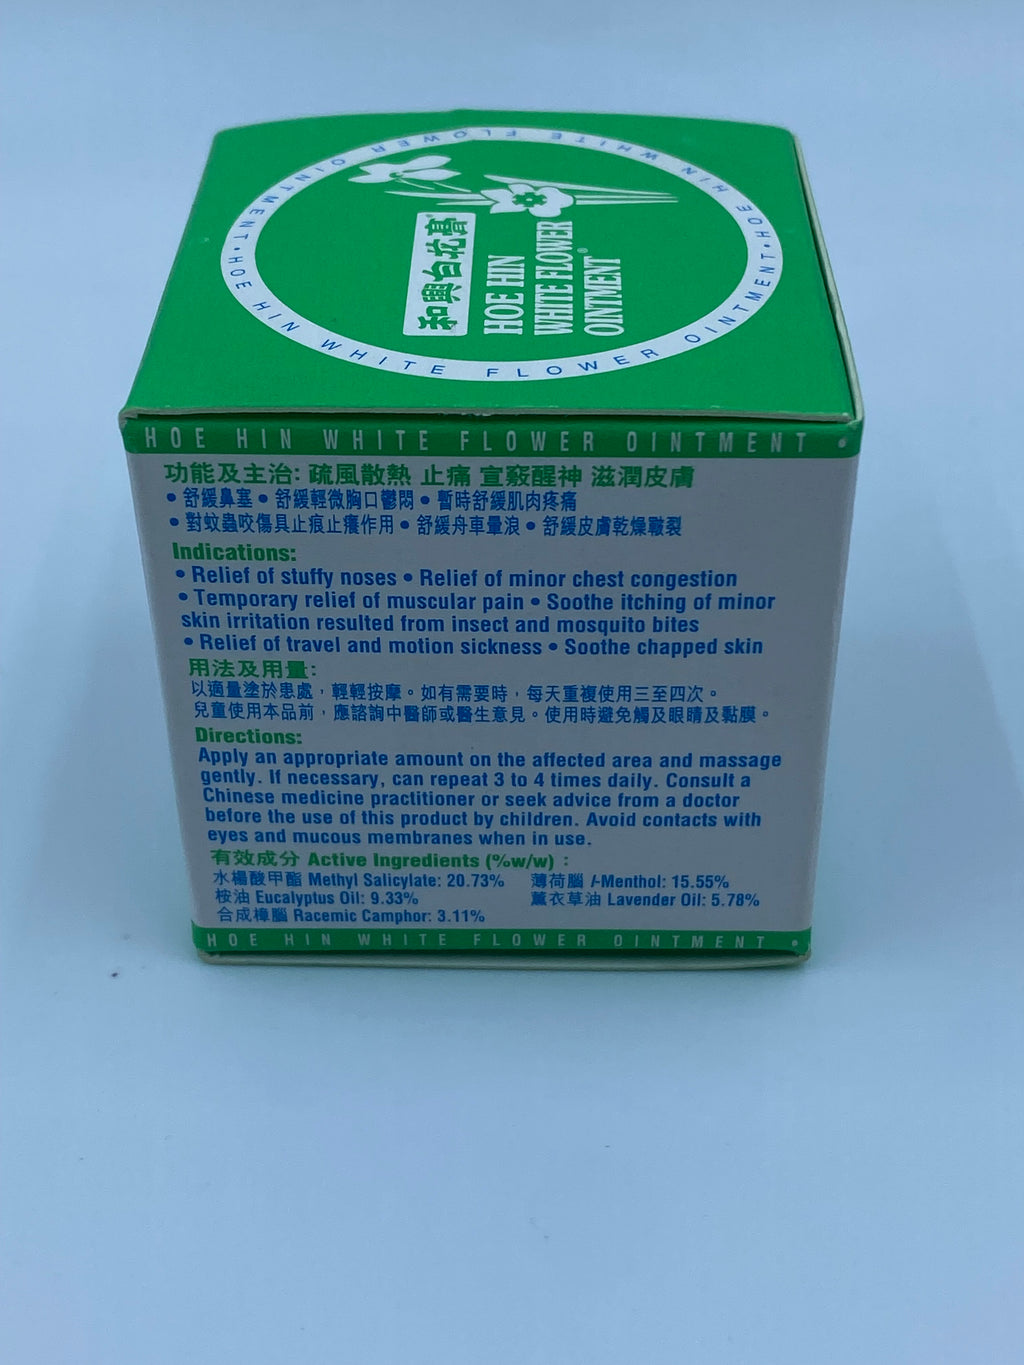 HOE HIN WHITE FLOWER OINTMENT • HOE HIN WHITE FLOWER OINTMENT •
和興白花膏
HOE HIN
WHITE FLOWER
OINTMENT®
HOE HIN WHITE FLOWER OINTMENT •
功能及主治: 疏風散熱 止痛 宣竅醒神 滋潤皮膚
• 舒緩鼻塞 • 舒緩輕微胸口鬱悶 • 暫時舒緩肌肉疼痛
• 對蚊蟲咬傷具止痕止癢作用 • 舒緩舟車暈浪 • 舒緩皮膚乾燥皸裂
Indications:
• Relief of stuffy noses • Relief of minor chest congestion
• Temporary relief of muscular pain • Soothe itching of minor
skin irritation resulted from insect and mosquito bites
• Relief of travel and motion sickness • Soothe chapped skin
用法及用量:
以適量塗於患處，輕輕按摩。如有需要時，每天重複使用三至四次。
兒童使用本品前，應諮詢中醫師或醫生意見。使用時避免觸及眼睛及黏膜。
Directions:
Apply an appropriate amount on the affected area and massage
gently. If necessary, can repeat 3 to 4 times daily. Consult a
Chinese medicine practitioner or seek advice from a doctor
before the use of this product by children. Avoid contacts with
eyes and mucous membranes when in use.
有效成分 Active Ingredients (%w/w) :
水楊酸甲酯 Methyl Salicylate: 20.73% 薄荷腦 l-Menthol: 15.55%
桉油 Eucalyptus Oil: 9.33% 薰衣草油 Lavender Oil: 5.78%
合成樟腦 Racemic Camphor: 3.11%
HOE HIN WHITE FLOWER OINTMENT •